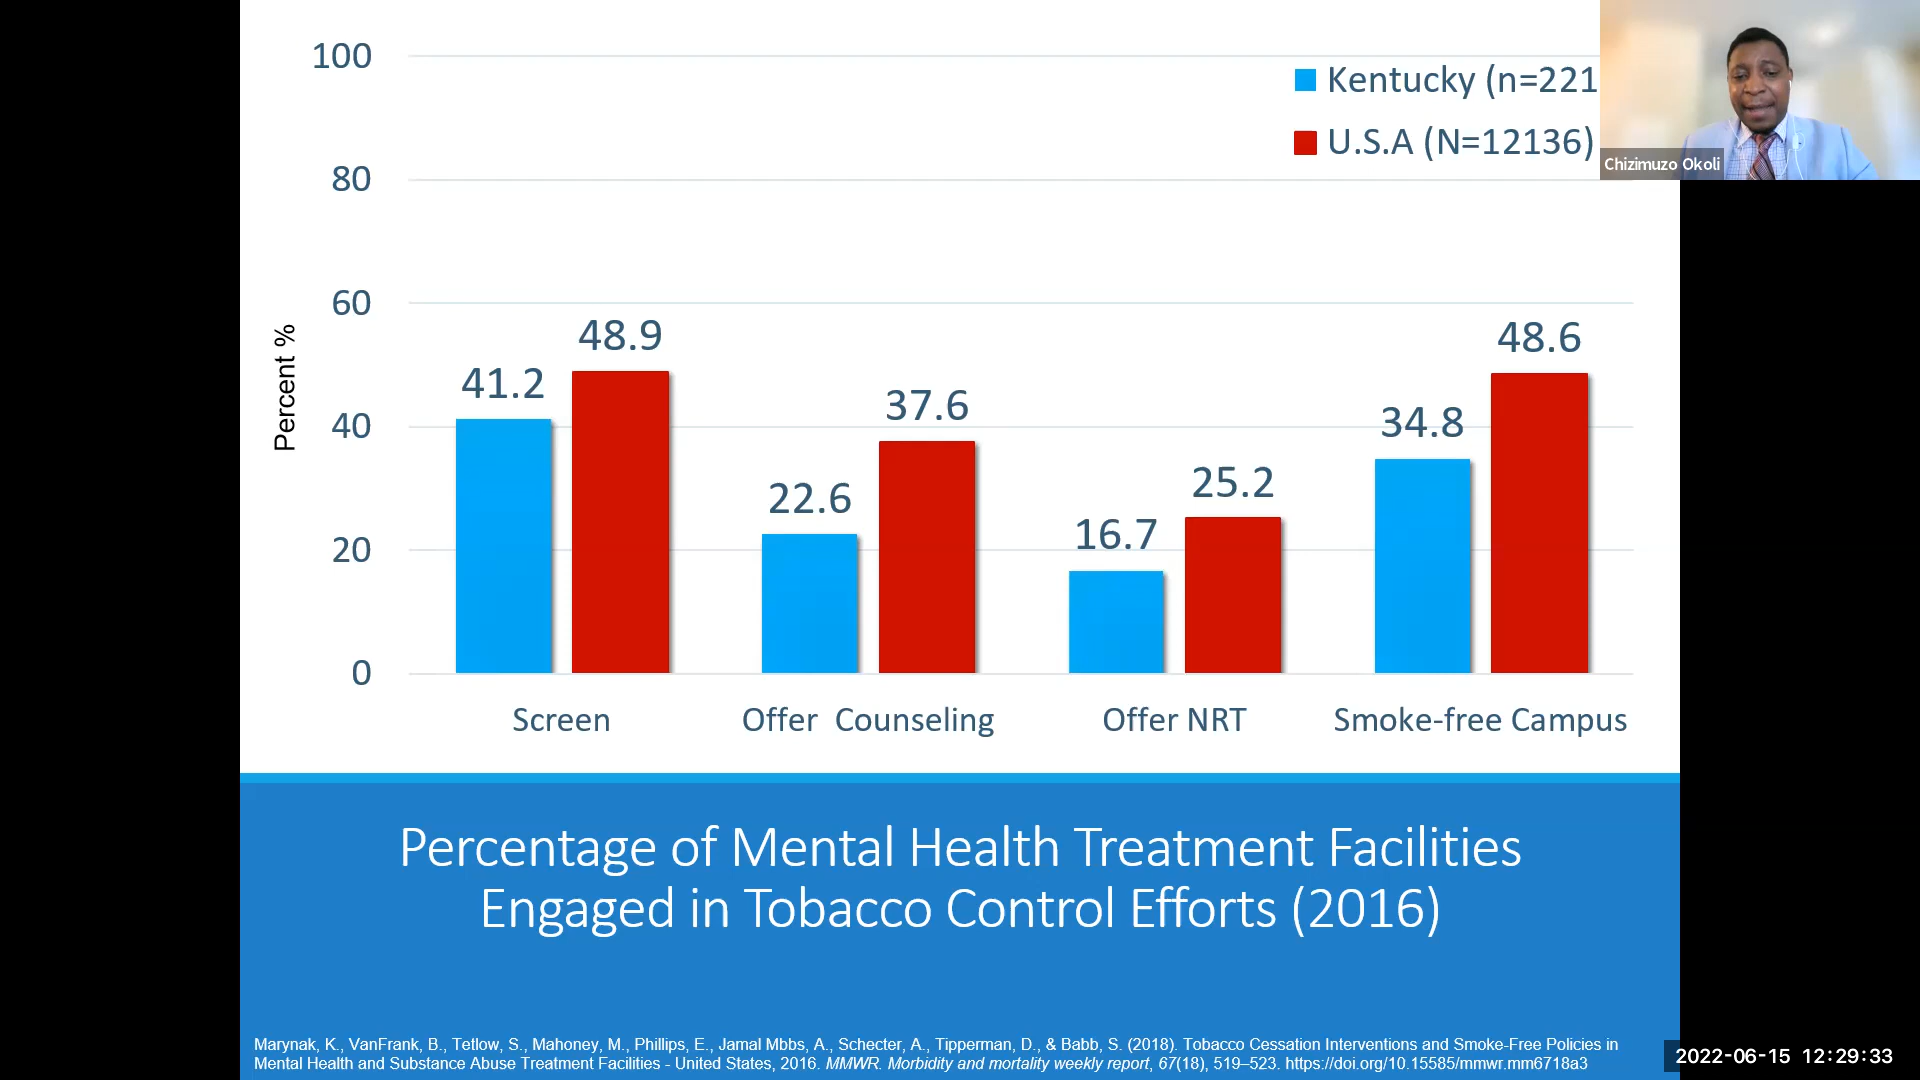 100
80
60
40
20
0
Percent %
Kentucky (n=221
U.S.A (N=12136)
Chizimuzo Okoli
41.2
48.9
22.6
37.6
16.7
25.2
34.8
48.6
Screen
Offer Counseling
Offer NRT
Smoke-free Campus
Percentage of Mental Health Treatment Facilities
Engaged in Tobacco Control Efforts (2016)
Marynak, K., VanFrank, B., Tetlow, S., Mahoney, M., Phillips, E., Jamal Mbbs, A., Schecter, A., Tipperman, D., & Babb, S. (2018). Tobacco Cessation Interventions and Smoke-Free Policies in
Mental Health and Substance Abuse Treatment Facilities - United States, 2016. MMWR. Morbidity and mortality weekly report, 67(18), 519–523. https://doi.org/10.15585/mmwr.mm6718a3
2022-06-15 12:29:33